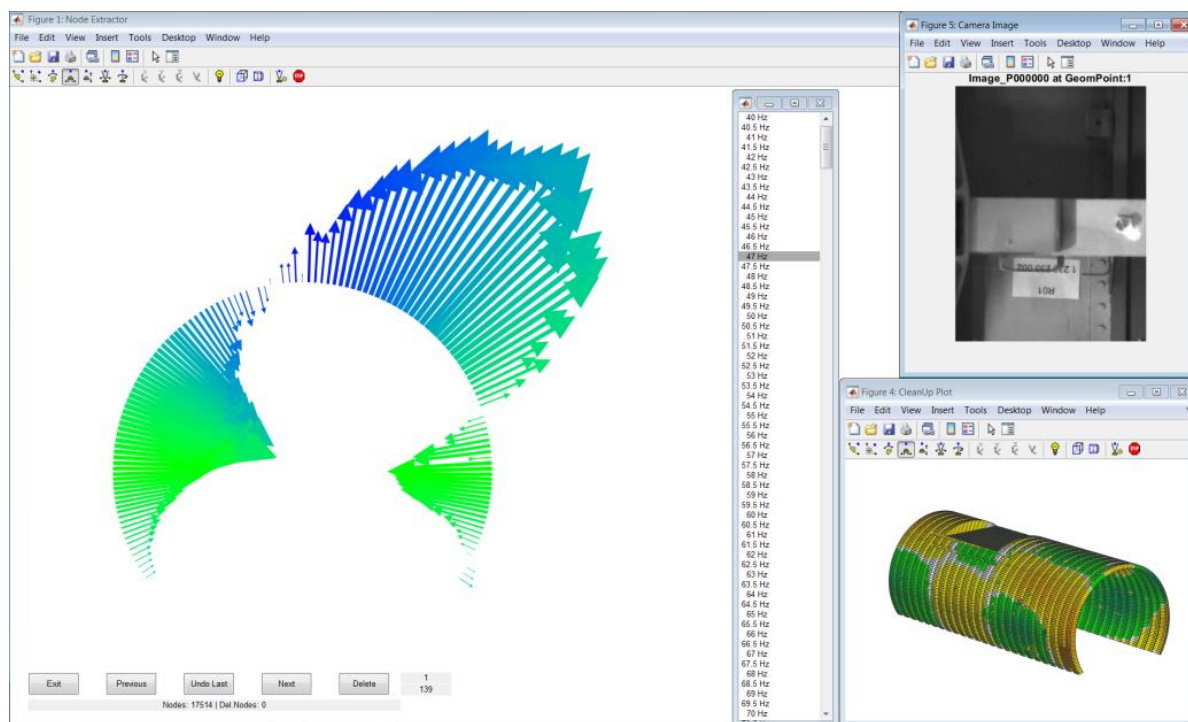 Figure 1: Node Extractor
File Edit View Insert Tools Desktop Window Help
40 Hz
40.5 Hz
41 Hz
41.5 Hz
42 Hz
42.5 Hz
43 Hz
43.5 Hz
44 Hz
44.5 Hz
45 Hz
45.5 Hz
46 Hz
46.5 Hz
47 Hz
47.5 Hz
48 Hz
48.5 Hz
49 Hz
49.5 Hz
50 Hz
50.5 Hz
51 Hz
51.5 Hz
52 Hz
52.5 Hz
53 Hz
53.5 Hz
54 Hz
54.5 Hz
55 Hz
55.5 Hz
56 Hz
56.5 Hz
57 Hz
57.5 Hz
58 Hz
58.5 Hz
59 Hz
59.5 Hz
60 Hz
60.5 Hz
61 Hz
61.5 Hz
62 Hz
62.5 Hz
63 Hz
63.5 Hz
64 Hz
64.5 Hz
65 Hz
65.5 Hz
66 Hz
66.5 Hz
67 Hz
67.5 Hz
68 Hz
68.5 Hz
69 Hz
69.5 Hz
70 Hz
Exit Previous Undo Last Next Delete
1
139
Nodes: 17514 | Del.Nodes: 0
Figure 5: Camera Image
File Edit View Insert Tools Desktop Window Help
Image_P000000 at GeomPoint:1
R01
Figure 4: CleanUp Plot
File Edit View Insert Tools Desktop Window Help